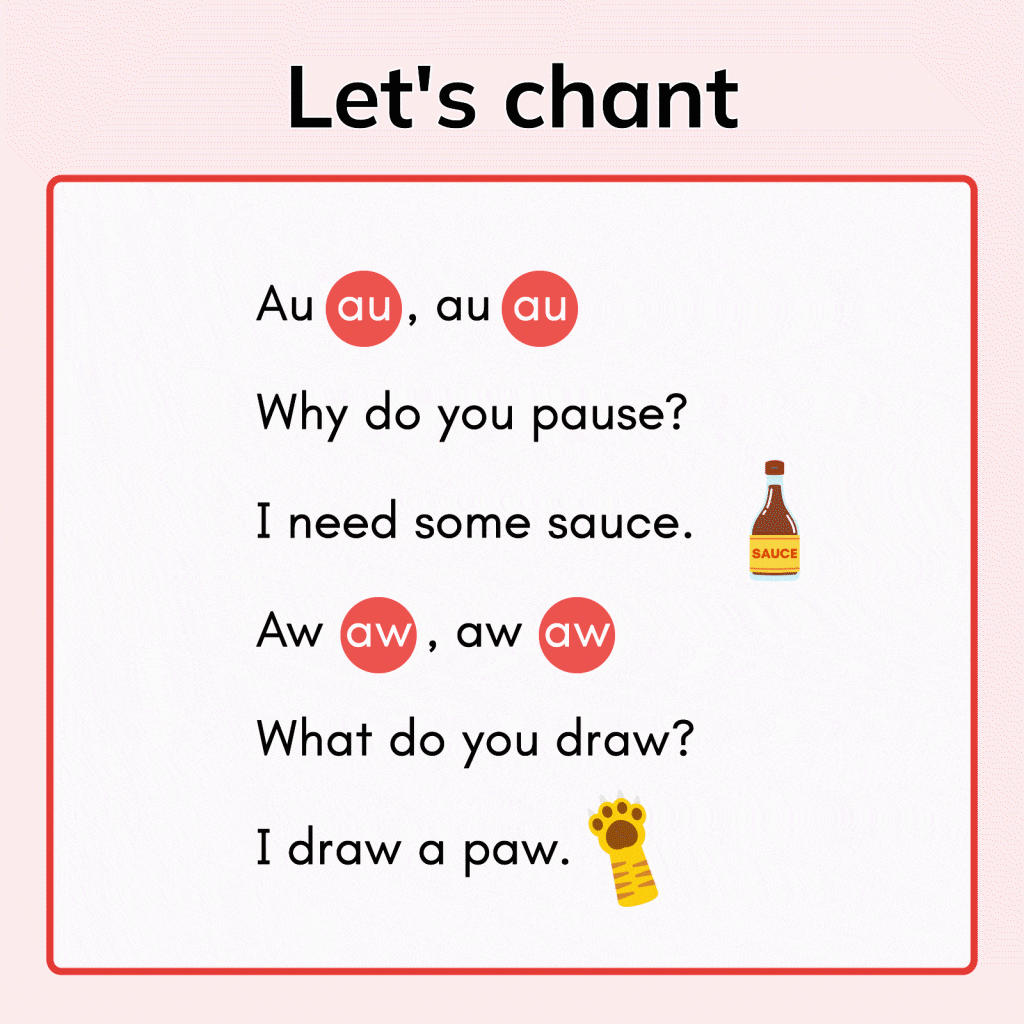 Let's chant
Au au, au au
Why do you pause?
I need some sauce.
SAUCE
Aw aw, aw aw
What do you draw?
I draw a paw.